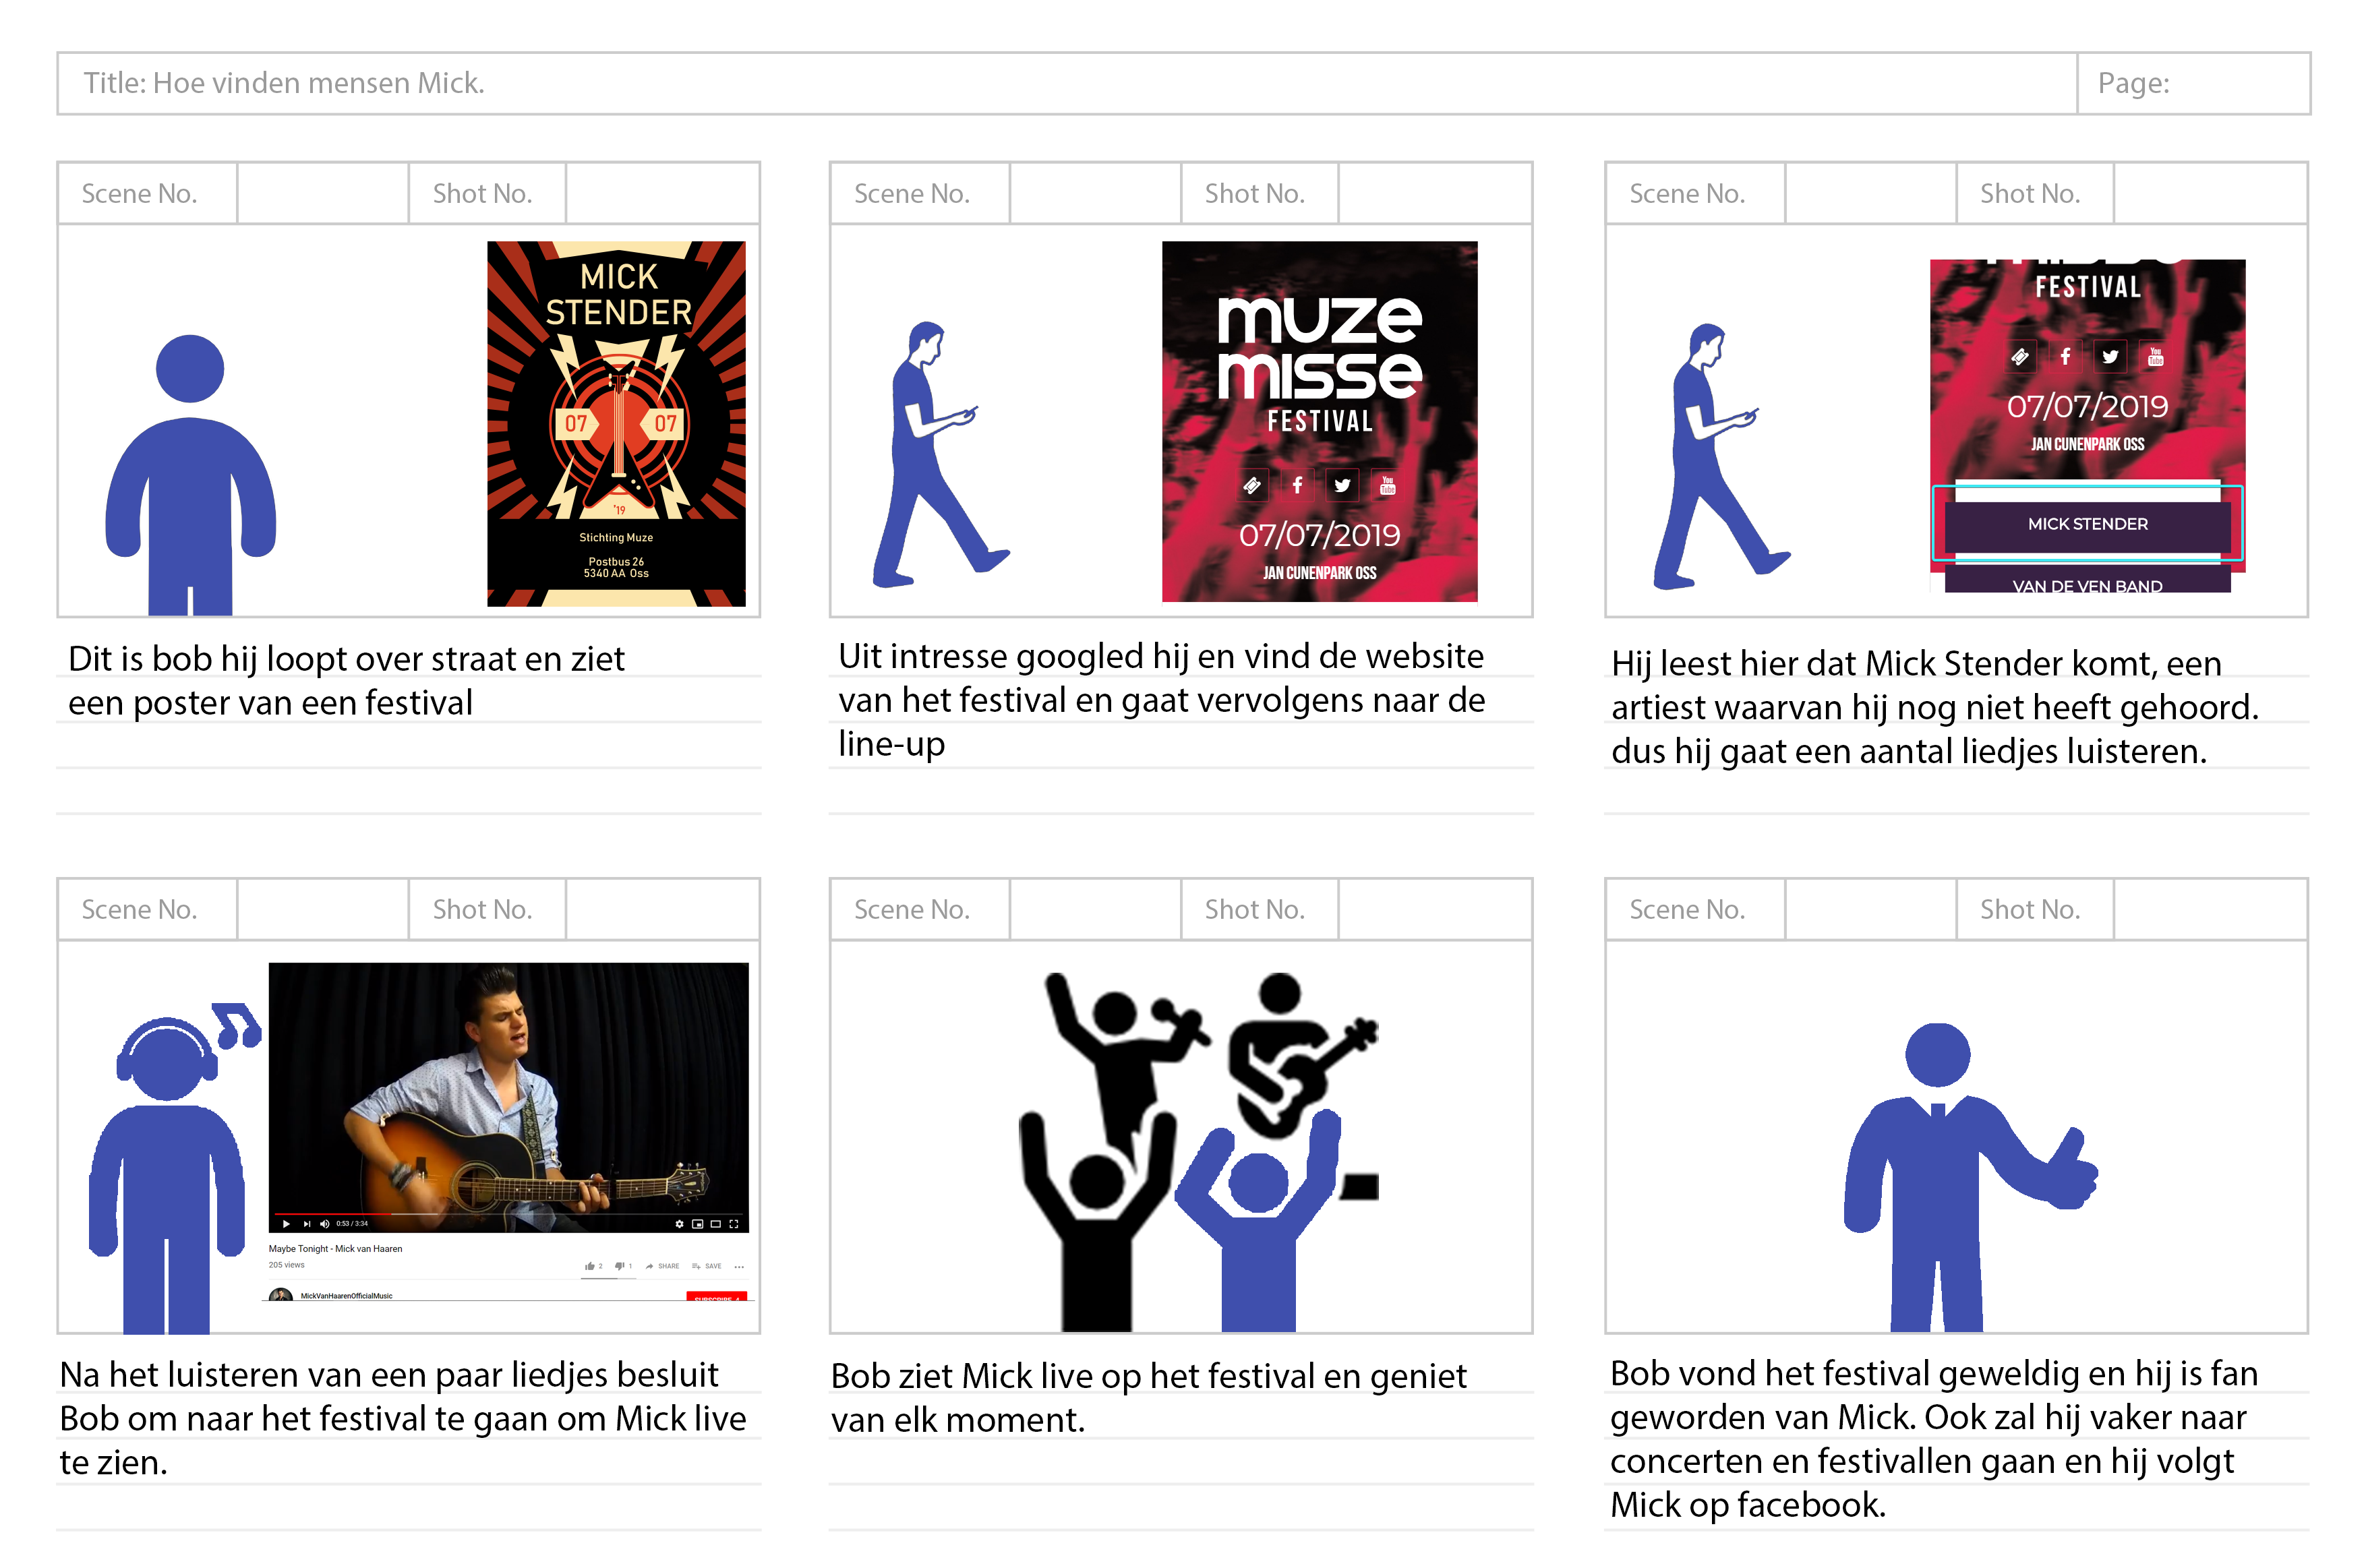 Title: Hoe vinden mensen Mick.
Page:
Scene No.
Shot No.
MICK
STENDER
07
07
'19
Stichting Muze
Postbus 26
5340 AA Oss
Dit is bob hij loopt over straat en ziet
een poster van een festival
Scene No.
Shot No.
muze
misse
FESTIVAL
You
Tube
07/07/2019
JAN CUNENPARK OSS
Uit intresse googled hij en vind de website
van het festival en gaat vervolgens naar de
line-up
Scene No.
Shot No.
FESTIVAL
You
Tube
07/07/2019
JAN CUNENPARK OSS
MICK STENDER
VAN DE VEN BAND
Hij leest hier dat Mick Stender komt, een
artiest waarvan hij nog niet heeft gehoord.
dus hij gaat een aantal liedjes luisteren.
Scene No.
Shot No.
0:53 / 3:34
Maybe Tonight - Mick van Haaren
205 views
2
1
SHARE
SAVE
MickVanHaarenOfficialMusic
SUBSCRIBE 4
Na het luisteren van een paar liedjes besluit
Bob om naar het festival te gaan om Mick live
te zien.
Scene No.
Shot No.
Bob ziet Mick live op het festival en geniet
van elk moment.
Scene No.
Shot No.
Bob vond het festival geweldig en hij is fan
geworden van Mick. Ook zal hij vaker naar
concerten en festivallen gaan en hij volgt
Mick op facebook.